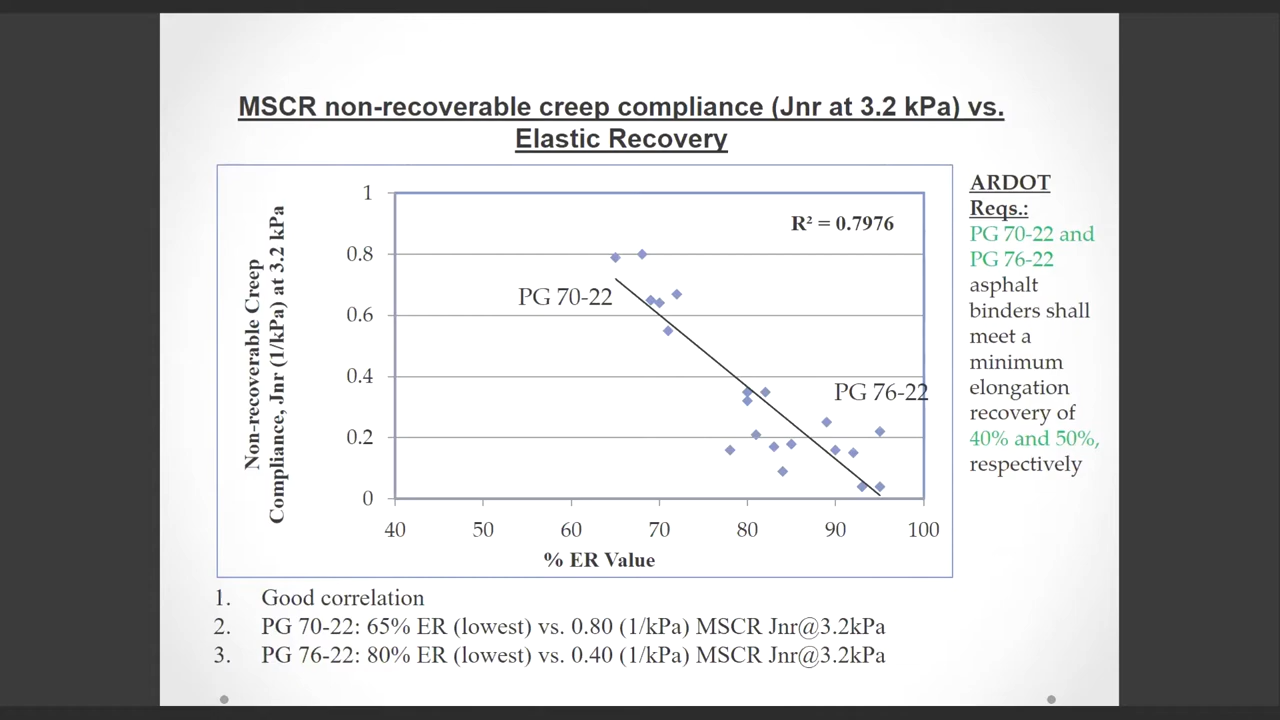 MSCR non-recoverable creep compliance (Jnr at 3.2 kPa) vs.
Elastic Recovery
Non-recoverable Creep
Compliance, Jnr (1/kPa) at 3.2 kPa
1
0.8
0.6
0.4
0.2
0
R² = 0.7976
PG 70-22
PG 76-22
40 50 60 70 80 90 100
% ER Value
ARDOT
Reqs.:
PG 70-22 and
PG 76-22
asphalt
binders shall
meet a
minimum
elongation
recovery of
40% and 50%,
respectively
1. Good correlation
2. PG 70-22: 65% ER (lowest) vs. 0.80 (1/kPa) MSCR Jnr@3.2kPa
3. PG 76-22: 80% ER (lowest) vs. 0.40 (1/kPa) MSCR Jnr@3.2kPa